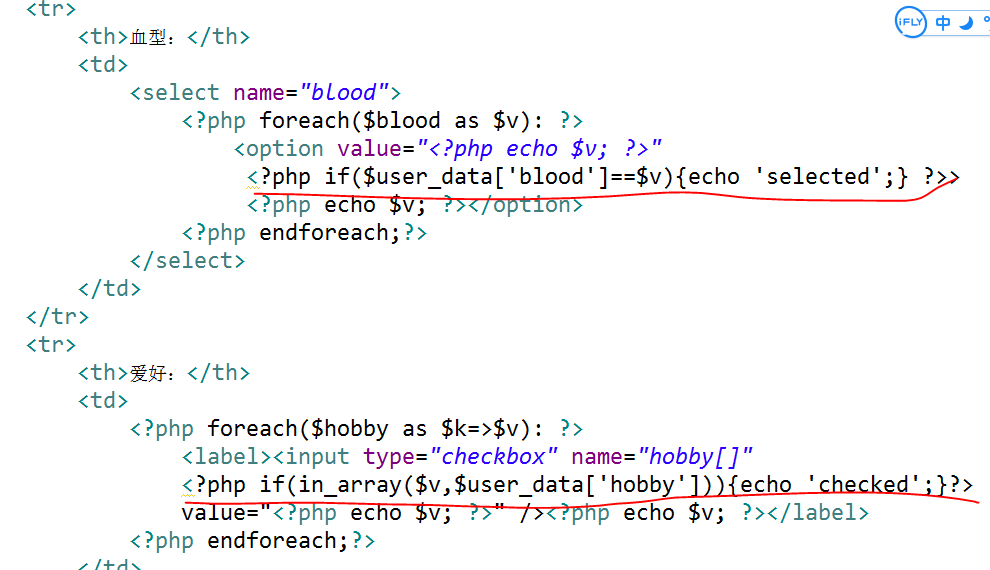 <tr>
iFLY 中
<th>血型：</th>
<td>
<select name="blood">
<?php foreach($blood as $v): ?>
<option value="<?php echo $v; ?>"
<?php if($user_data['blood']==$v){echo 'selected';} ?>>
<?php echo $v; ?></option>
<?php endforeach;?>
</select>
</td>
</tr>
<tr>
<th>爱好：</th>
<td>
<?php foreach($hobby as $k=>$v): ?>
<label><input type="checkbox" name="hobby[]"
<?php if(in_array($v,$user_data['hobby'])){echo 'checked';}?>
value="<?php echo $v; ?>" /><?php echo $v; ?></label>
<?php endforeach;?>
</td>